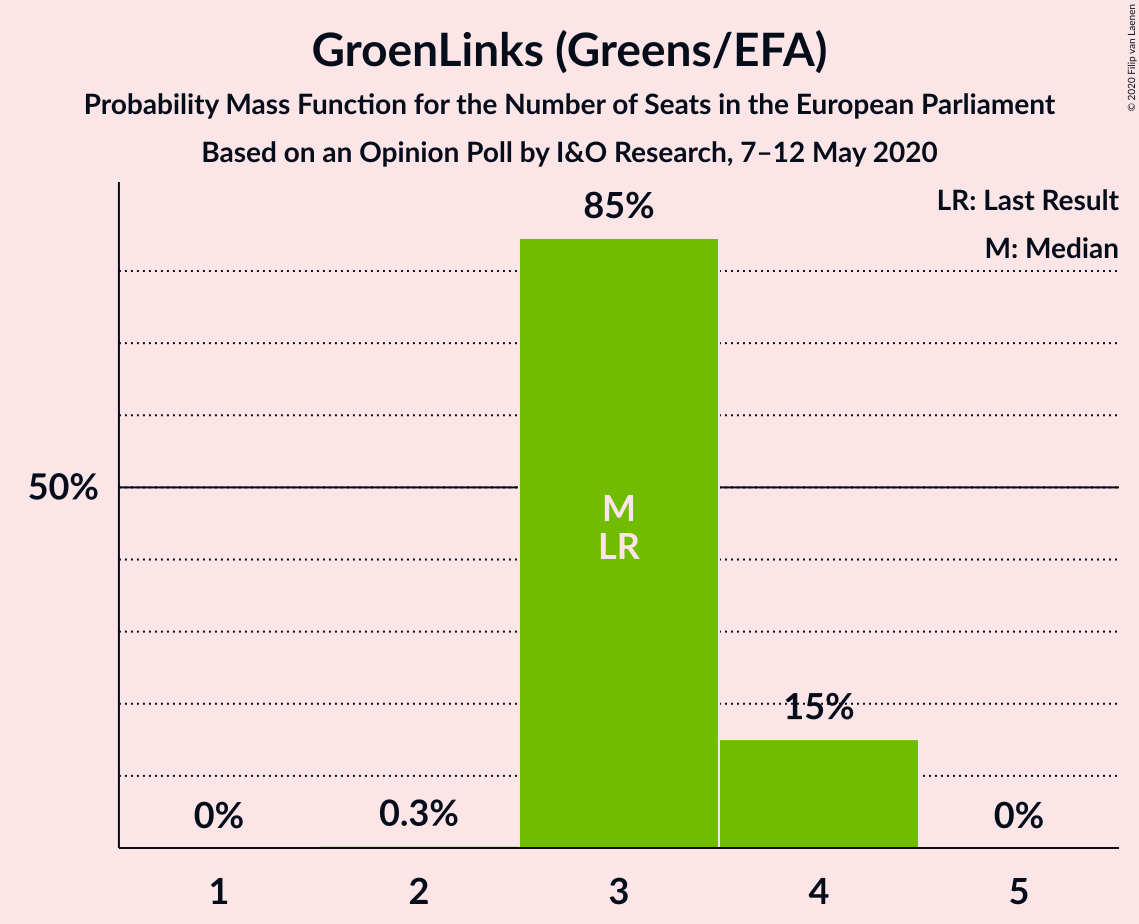 GroenLinks (Greens/EFA)
Probability Mass Function for the Number of Seats in the European Parliament
Based on an Opinion Poll by I&O Research, 7–12 May 2020
© 2020 Filip van Laenen
LR: Last Result
M: Median
85%
50%
M
LR
15%
0%
0.3%
0%
1
2
3
4
5